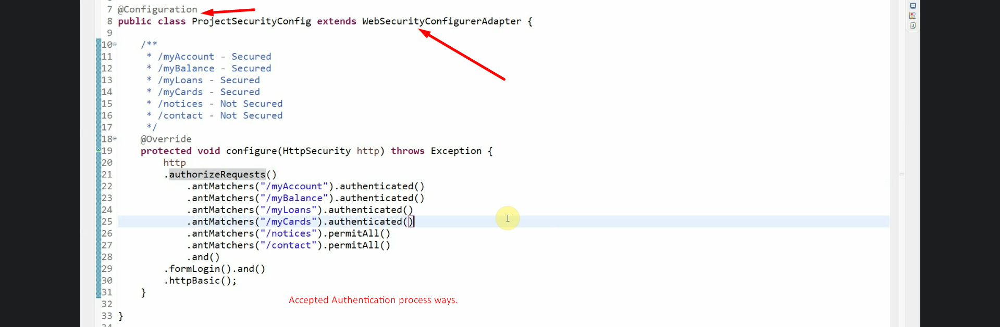 7 @Configuration
8 public class ProjectSecurityConfig extends WebSecurityConfigurerAdapter {
9
10 /**
11 * /myAccount - Secured
12 * /myBalance - Secured
13 * /myLoans - Secured
14 * /myCards - Secured
15 * /notices - Not Secured
16 * /contact - Not Secured
17 */
18 @Override
19 protected void configure(HttpSecurity http) throws Exception {
20 http
21 .authorizeRequests()
22 .antMatchers("/myAccount").authenticated()
23 .antMatchers("/myBalance").authenticated()
24 .antMatchers("/myLoans").authenticated()
25 .antMatchers("/myCards").authenticated()
26 .antMatchers("/notices").permitAll()
27 .antMatchers("/contact").permitAll()
28 .and()
29 .formLogin().and()
30 .httpBasic();
31 }
Accepted Authentication process ways.
32
33 }